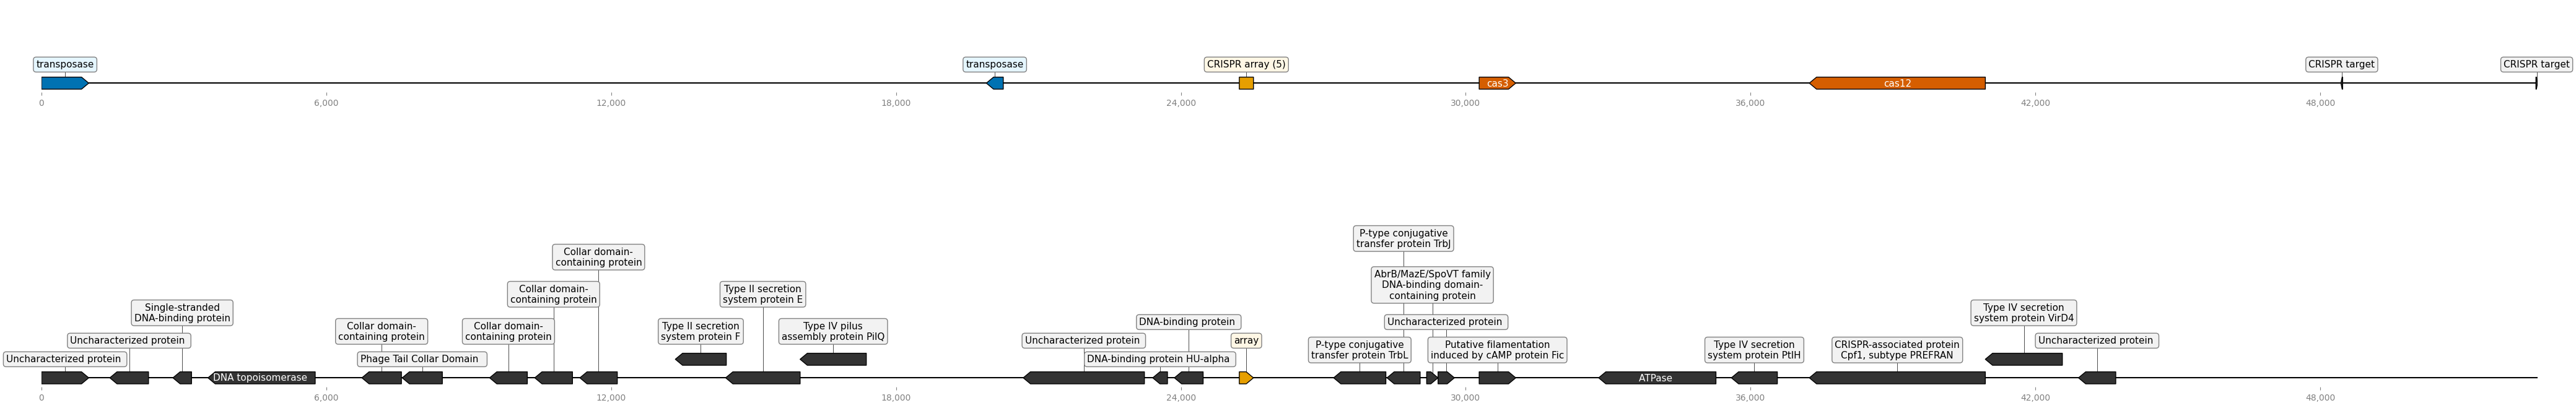 transposase
transposase
CRISPR array (5)
CRISPR target
CRISPR target
cas3
cas12
0
6,000
12,000
18,000
24,000
30,000
36,000
42,000
48,000
P-type conjugative
transfer protein TrbJ
Collar domain-
containing protein
AbrB/MazE/SpoVT family
DNA-binding domain-
containing protein
Collar domain-
containing protein
Type II secretion
system protein E
Single-stranded
DNA-binding protein
Type IV secretion
system protein VirD4
DNA-binding protein
Uncharacterized protein
Collar domain-
containing protein
Collar domain-
containing protein
Type II secretion
system protein F
Type IV pilus
assembly protein PilQ
Uncharacterized protein
Uncharacterized protein
array
Uncharacterized protein
P-type conjugative
transfer protein TrbL
Putative filamentation
induced by cAMP protein Fic
Type IV secretion
system protein PtlH
CRISPR-associated protein
Cpf1, subtype PREFRAN
Uncharacterized protein
Phage Tail Collar Domain
DNA-binding protein HU-alpha
DNA topoisomerase
ATPase
0
6,000
12,000
18,000
24,000
30,000
36,000
42,000
48,000